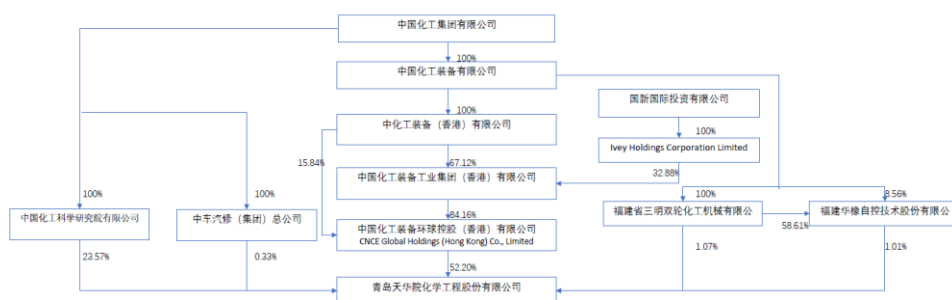 中国化工集团有限公司
100%
中国化工装备有限公司
100%
国新国际投资有限公司
中化工装备（香港）有限公司
100%
15.84%
67.12%
Ivey Holdings Corporation Limited
32.88%
中国化工装备工业集团（香港）有限公司
100%
100%
84.16%
100%
8.56%
中国化工科学研究院有限公司
中车汽修（集团）总公司
中国化工装备环球控股（香港）有限公司
CNCE Global Holdings (Hong Kong) Co., Limited
福建省三明双轮化工机械有限公
58.61%
福建华橡自控技术股份有限公
23.57%
0.33%
52.20%
1.07%
1.01%
青岛天华院化学工程股份有限公司